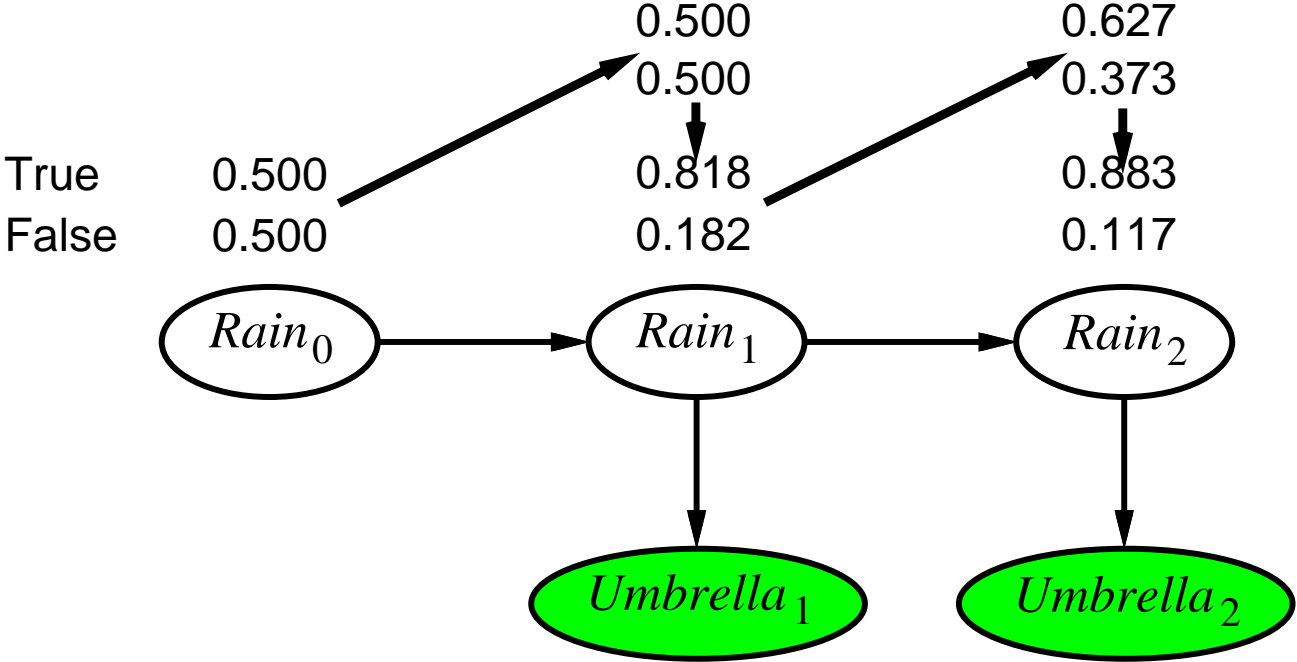 0.500 0.627
0.500 0.373
True 0.500 0.818 0.883
False 0.500 0.182 0.117
Rain0 Rain1 Rain2
Umbrella1 Umbrella2